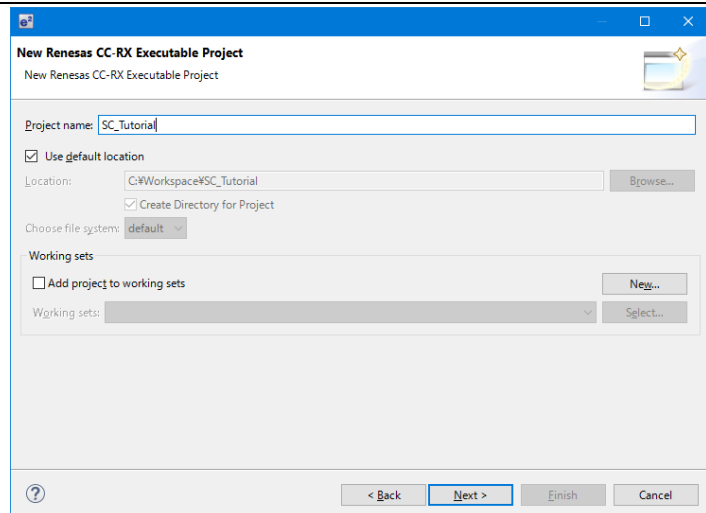 e²
New Renesas CC-RX Executable Project
New Renesas CC-RX Executable Project
Project name: SC_Tutorial
Use default location
Location: C:¥Workspace¥SC_Tutorial Browse...
Create Directory for Project
Choose file system: default
Working sets
Add project to working sets New...
Working sets: Select...
? < Back Next > Finish Cancel